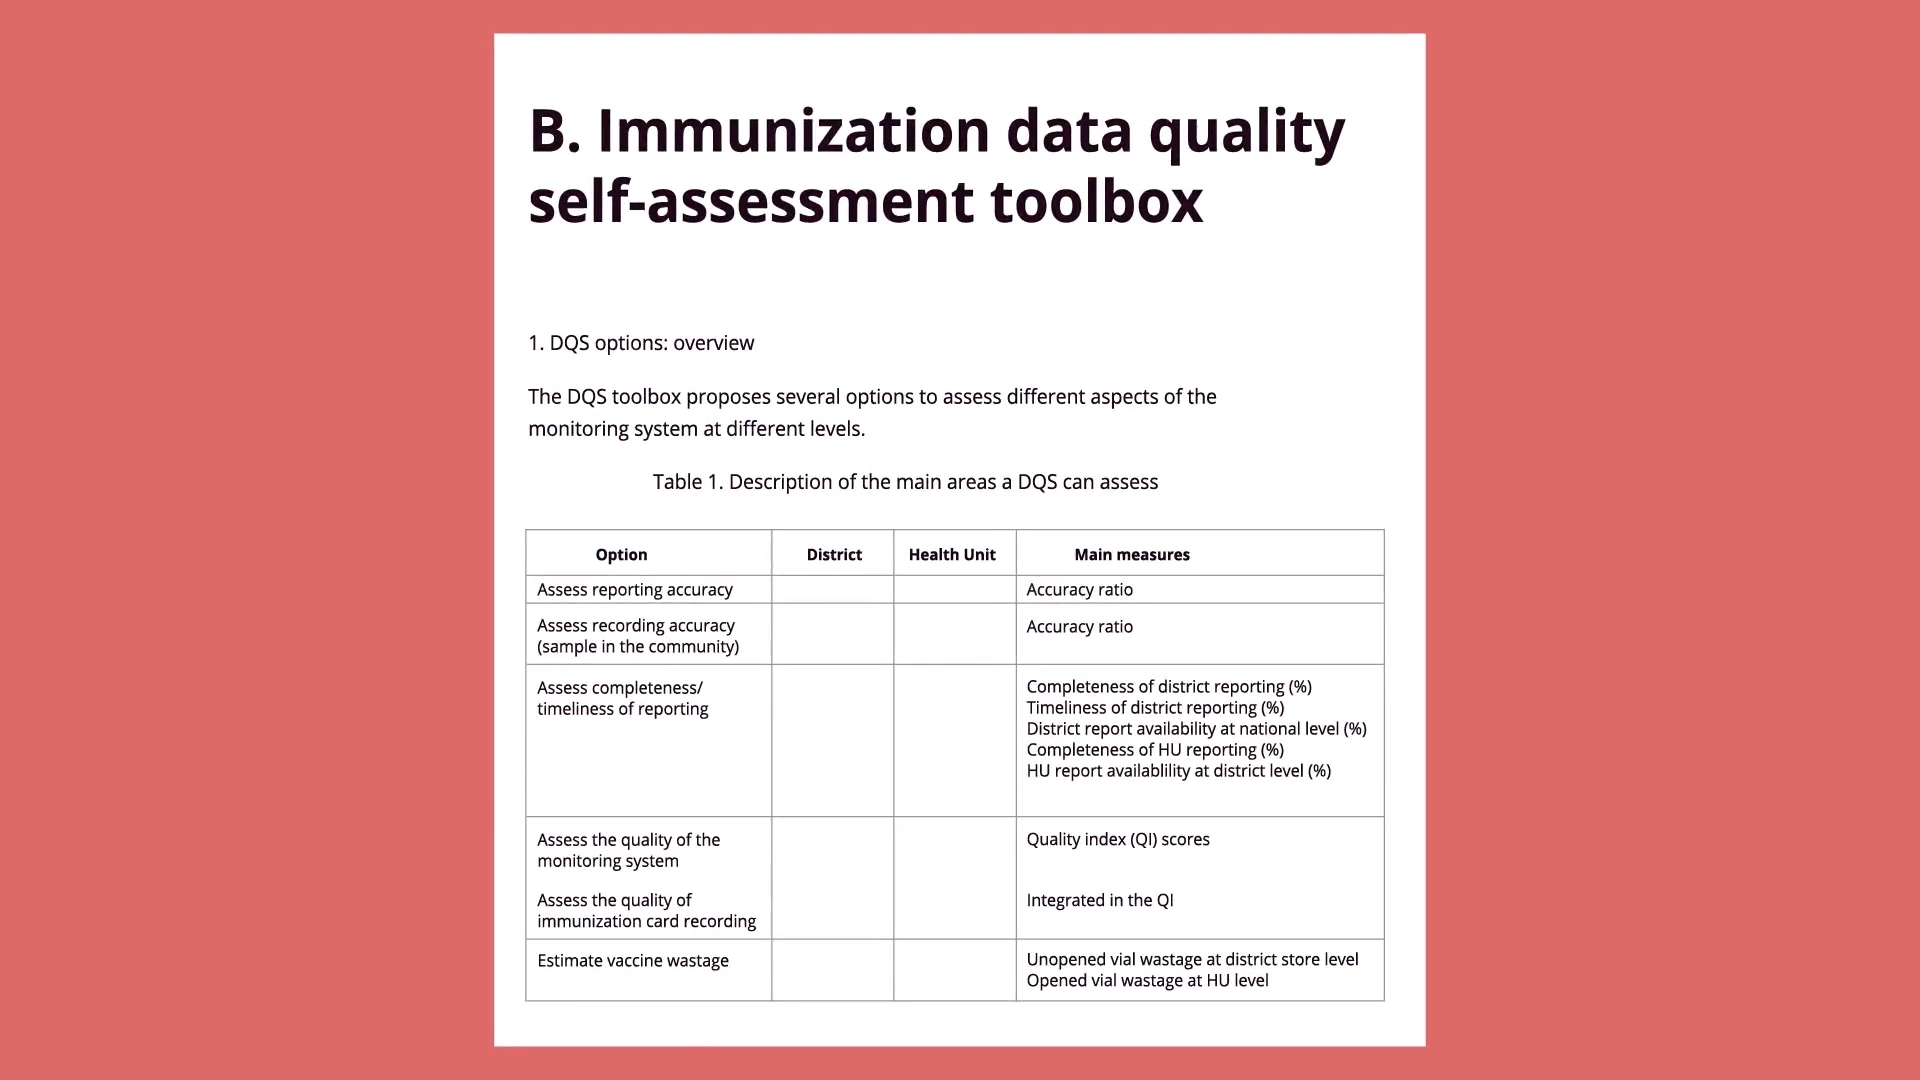 B. Immunization data quality
self-assessment toolbox
1. DQS options: overview
The DQS toolbox proposes several options to assess different aspects of the
monitoring system at different levels.
Table 1. Description of the main areas a DQS can assess
Option District Health Unit Main measures
Assess reporting accuracy Accuracy ratio
Assess recording accuracy
(sample in the community)
Accuracy ratio
Assess completeness/
timeliness of reporting
Completeness of district reporting (%)
Timeliness of district reporting (%)
District report availability at national level (%)
Completeness of HU reporting (%)
HU report availablility at district level (%)
Assess the quality of the
monitoring system
Quality index (QI) scores
Assess the quality of
immunization card recording
Integrated in the QI
Estimate vaccine wastage
Unopened vial wastage at district store level
Opened vial wastage at HU level